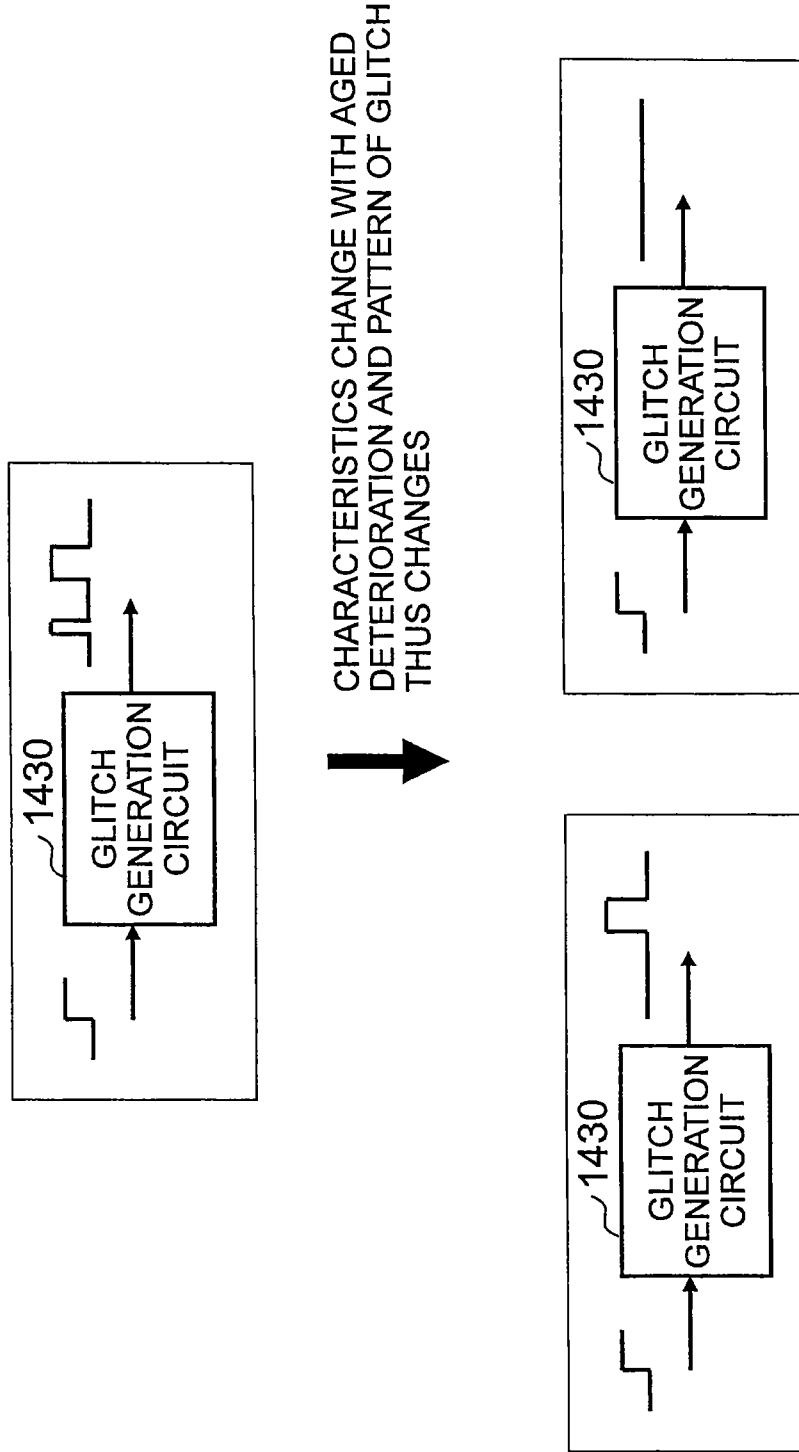 1430
GLITCH
GENERATION
CIRCUIT
CHARACTERISTICS CHANGE WITH AGED
DETERIORATION AND PATTERN OF GLITCH
THUS CHANGES
1430
GLITCH
GENERATION
CIRCUIT
1430
GLITCH
GENERATION
CIRCUIT